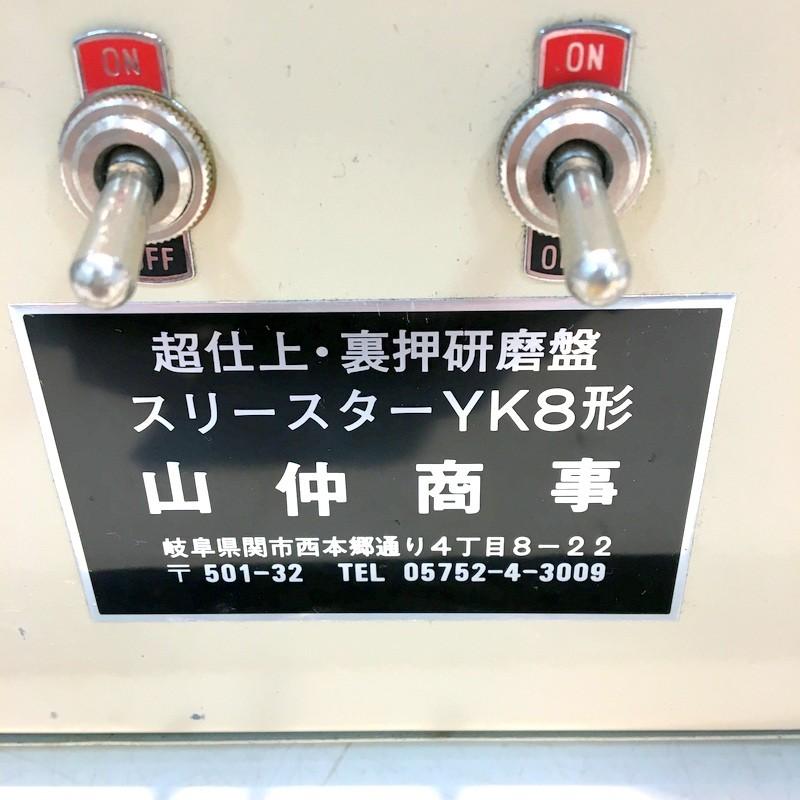 ON ON
OFF
超仕上・裏押研磨盤
スリースターYK8形
山仲商事
岐阜県関市西本郷通り4丁目8-22
〒501-32 TEL 05752-4-3009